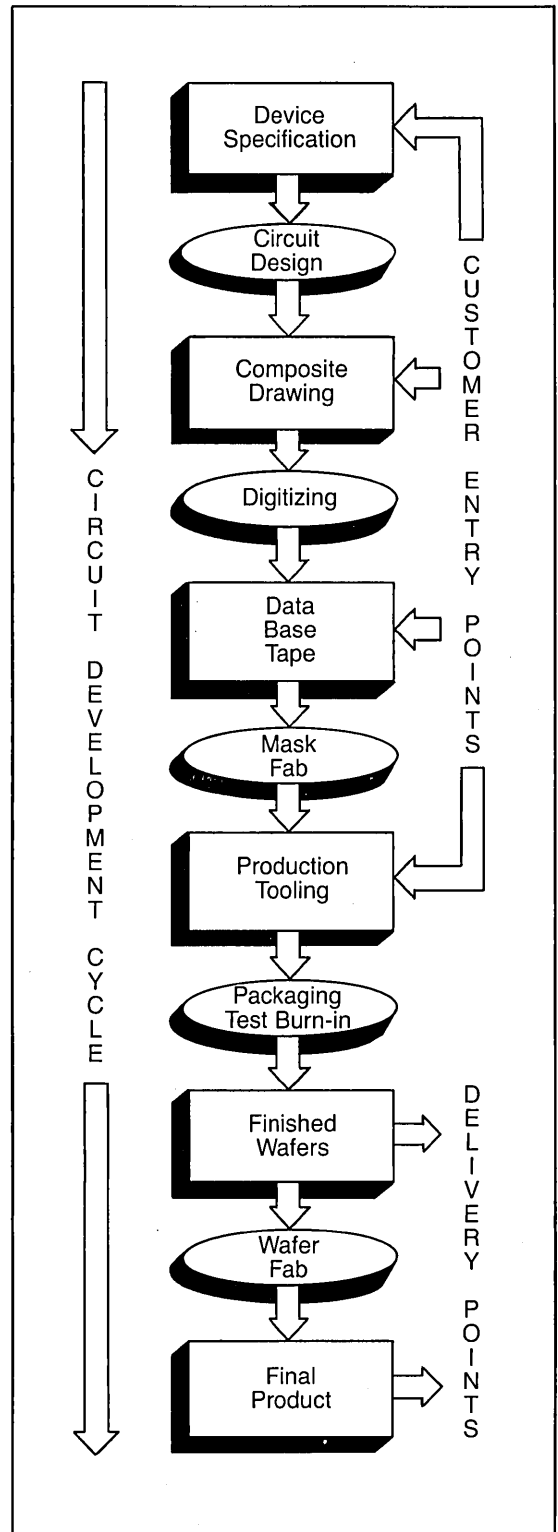 Device
Specification
Circuit
Design
Composite
Drawing
Digitizing
Data
Base
Tape
Mask
Fab
Production
Tooling
Packaging
Test Burn-in
Finished
Wafers
Wafer
Fab
Final
Product
CIRCUIT DEVELOPMENT CYCLE
CUSTOMER ENTRY POINTS
DELIVERY POINTS